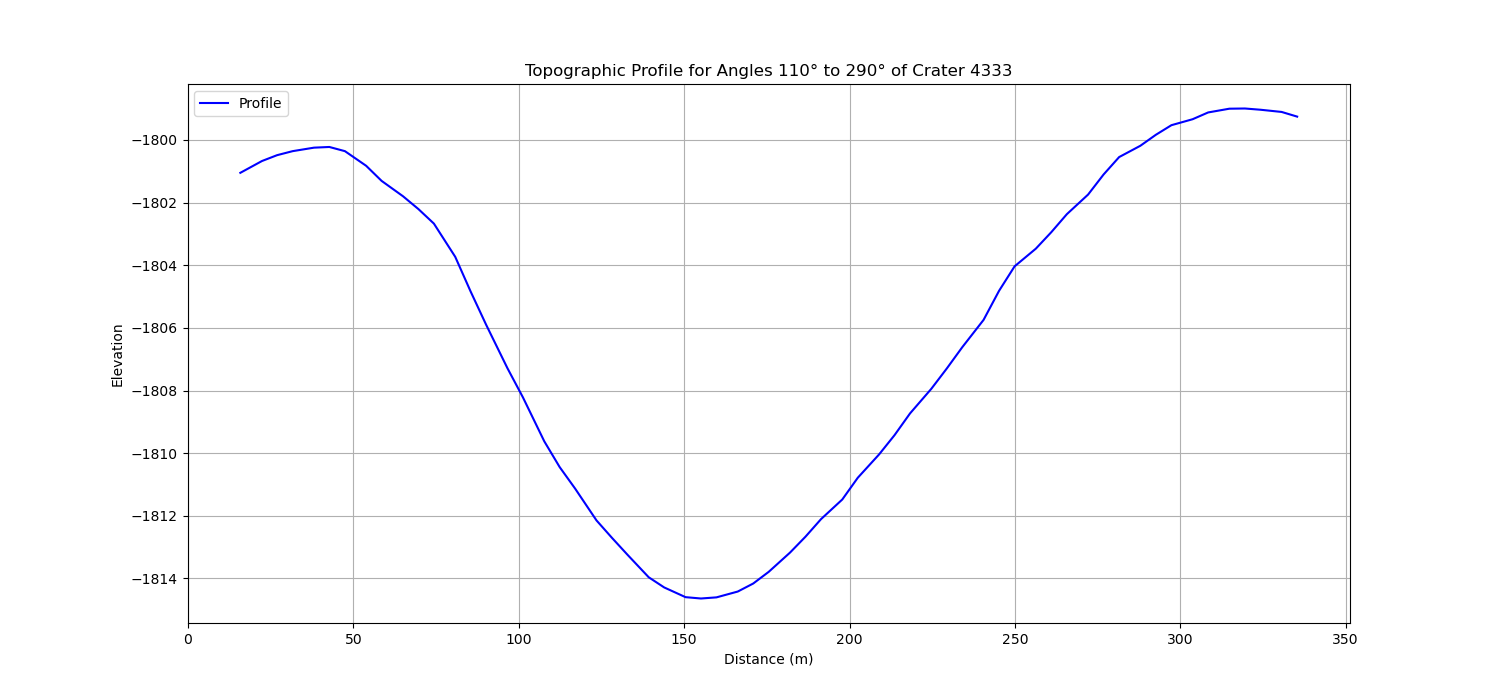 Topographic Profile for Angles 110° to 290° of Crater 4333
Profile
−1800
−1802
−1804
−1806
−1808
−1810
−1812
−1814
Elevation
0 50 100 150 200 250 300 350
Distance (m)